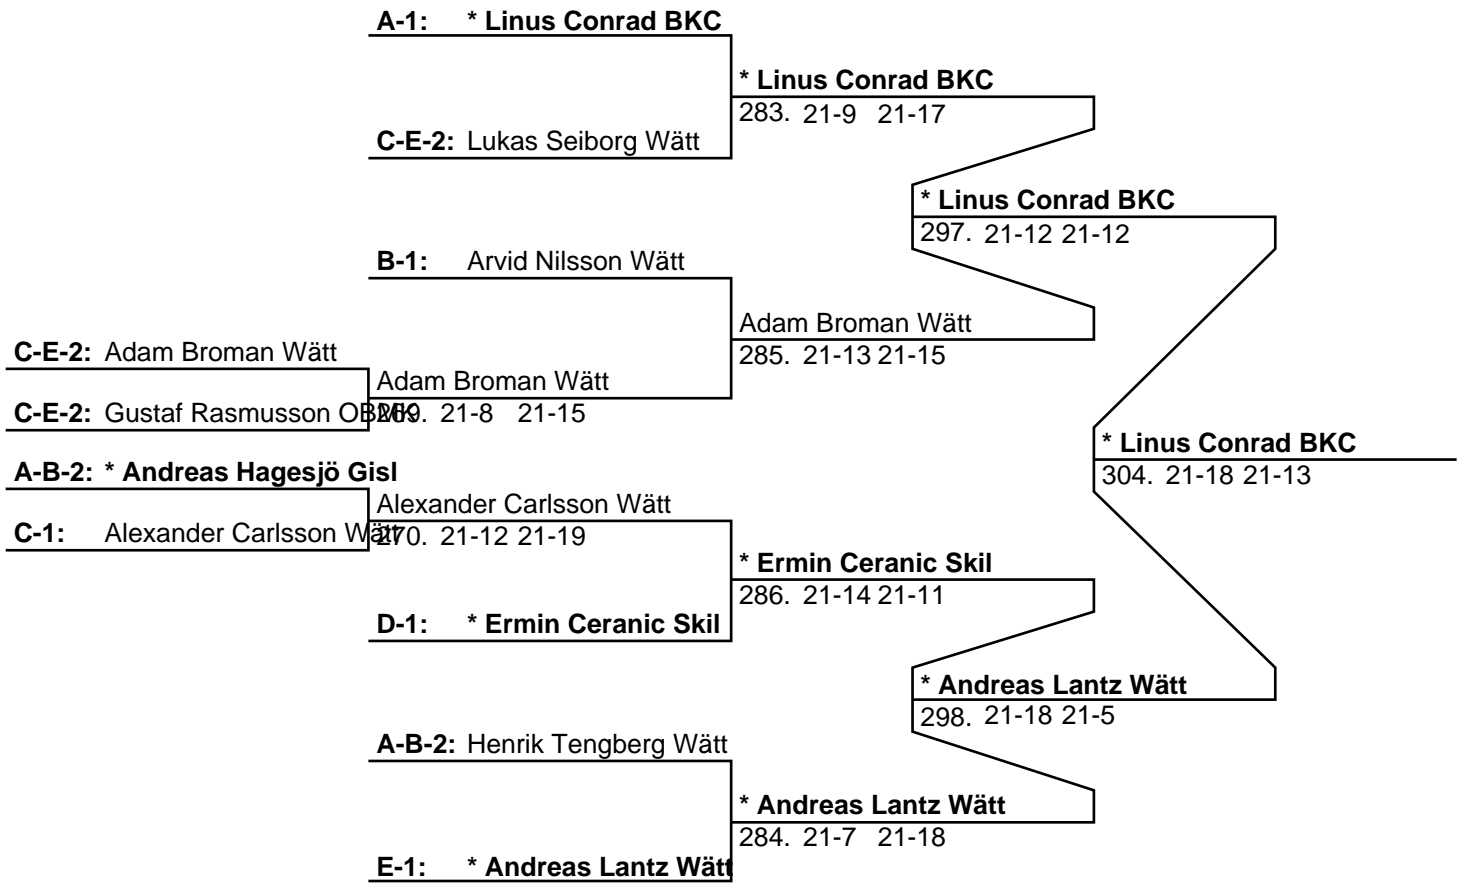 A-1: * Linus Conrad BKC
* Linus Conrad BKC
283. 21-9 21-17
C-E-2: Lukas Seiborg Wätt
* Linus Conrad BKC
297. 21-12 21-12
B-1: Arvid Nilsson Wätt
Adam Broman Wätt
285. 21-13 21-15
C-E-2: Adam Broman Wätt
Adam Broman Wätt
C-E-2: Gustaf Rasmusson OBMK
269. 21-8 21-15
* Linus Conrad BKC
304. 21-18 21-13
A-B-2: * Andreas Hagesjö Gisl
Alexander Carlsson Wätt
C-1: Alexander Carlsson Wätt
270. 21-12 21-19
* Ermin Ceranic Skil
286. 21-14 21-11
D-1: * Ermin Ceranic Skil
* Andreas Lantz Wätt
298. 21-18 21-5
A-B-2: Henrik Tengberg Wätt
* Andreas Lantz Wätt
284. 21-7 21-18
E-1: * Andreas Lantz Wätt